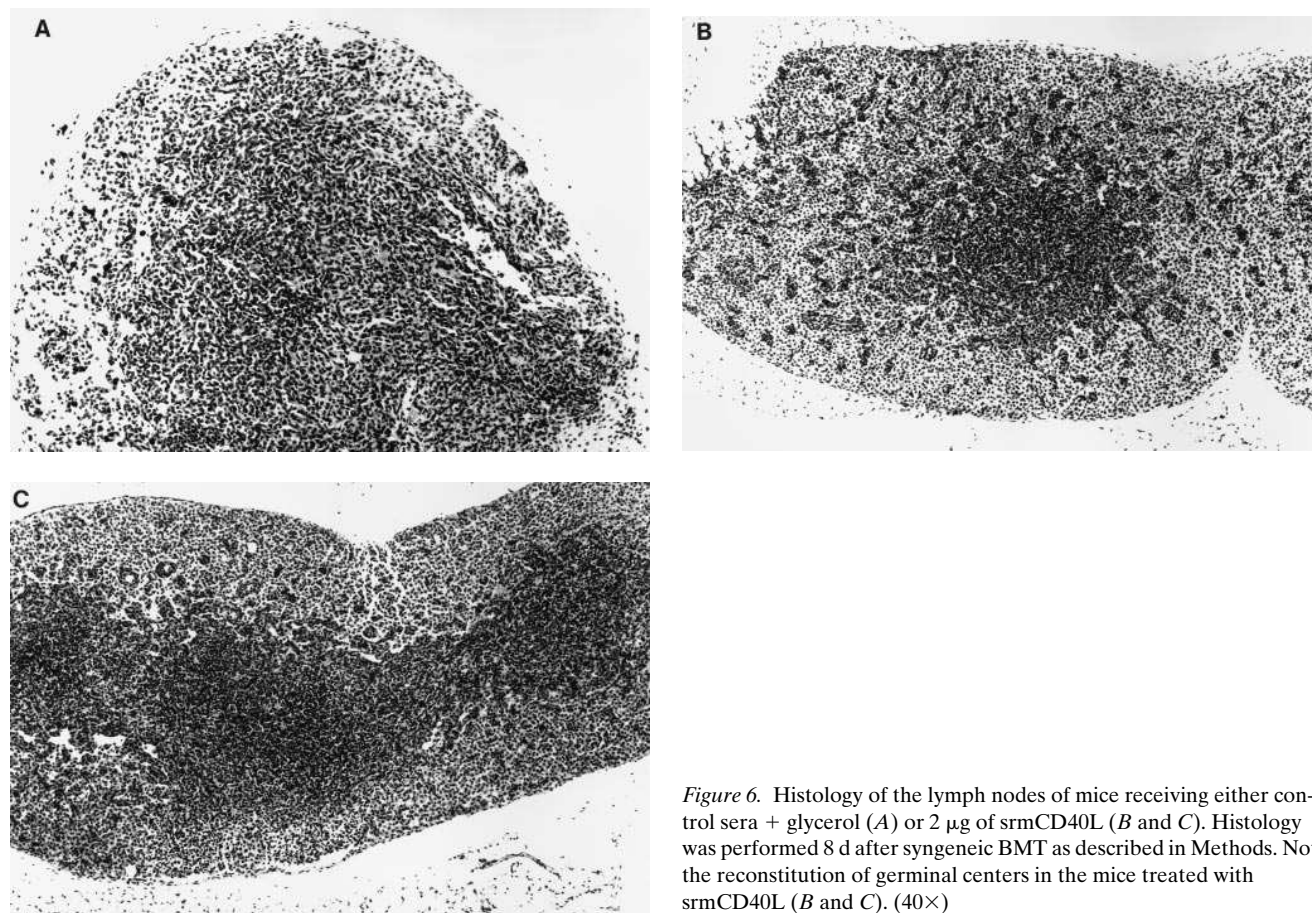 A
B
C
Figure 6. Histology of the lymph nodes of mice receiving either con-
trol sera + glycerol (A) or 2 μg of srmCD40L (B and C). Histology
was performed 8 d after syngeneic BMT as described in Methods. No
the reconstitution of germinal centers in the mice treated with
srmCD40L (B and C). (40×)